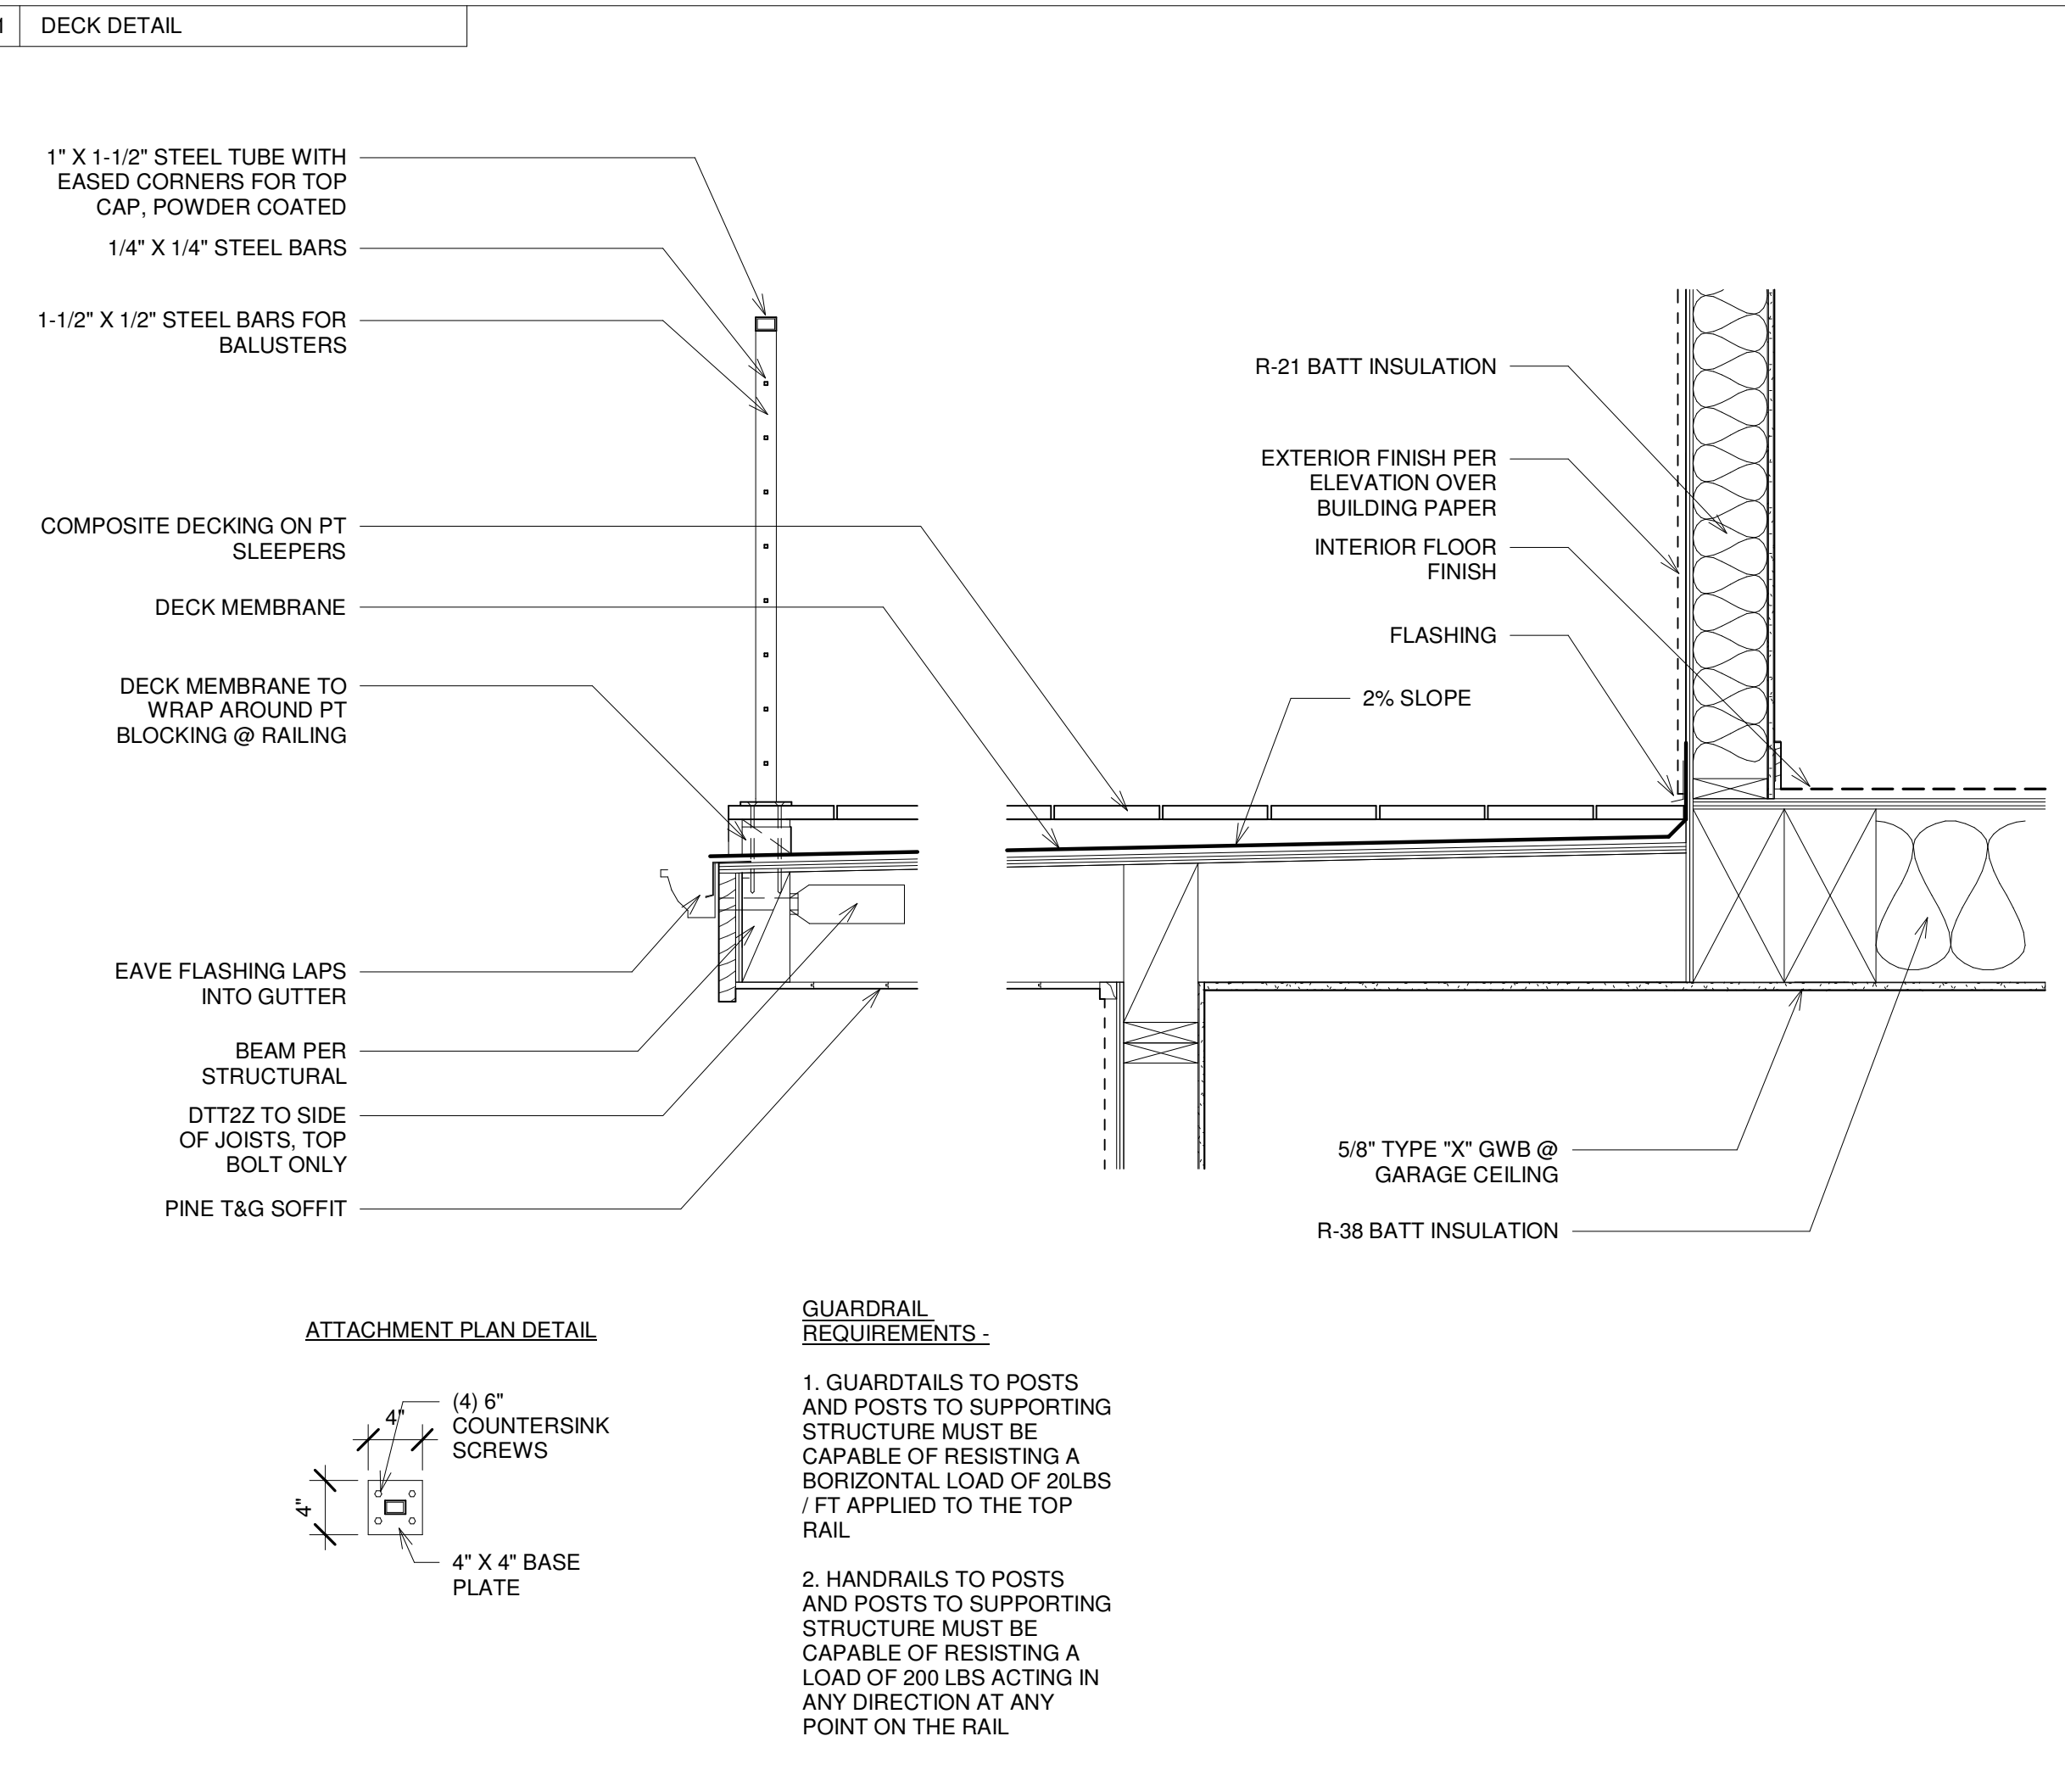 1 DECK DETAIL
1" X 1-1/2" STEEL TUBE WITH
EASED CORNERS FOR TOP
CAP, POWDER COATED
1/4" X 1/4" STEEL BARS
1-1/2" X 1/2" STEEL BARS FOR
BALUSTERS
COMPOSITE DECKING ON PT
SLEEPERS
DECK MEMBRANE
DECK MEMBRANE TO
WRAP AROUND PT
BLOCKING @ RAILING
EAVE FLASHING LAPS
INTO GUTTER
BEAM PER
STRUCTURAL
DTT2Z TO SIDE
OF JOISTS, TOP
BOLT ONLY
PINE T&G SOFFIT
R-21 BATT INSULATION
EXTERIOR FINISH PER
ELEVATION OVER
BUILDING PAPER
INTERIOR FLOOR
FINISH
FLASHING
2% SLOPE
5/8" TYPE "X" GWB @
GARAGE CEILING
R-38 BATT INSULATION
ATTACHMENT PLAN DETAIL
(4) 6"
COUNTERSINK
SCREWS
4"
4"
4" X 4" BASE
PLATE
GUARDRAIL
REQUIREMENTS -
1. GUARDTAILS TO POSTS
AND POSTS TO SUPPORTING
STRUCTURE MUST BE
CAPABLE OF RESISTING A
BORIZONTAL LOAD OF 20LBS
/ FT APPLIED TO THE TOP
RAIL
2. HANDRAILS TO POSTS
AND POSTS TO SUPPORTING
STRUCTURE MUST BE
CAPABLE OF RESISTING A
LOAD OF 200 LBS ACTING IN
ANY DIRECTION AT ANY
POINT ON THE RAIL